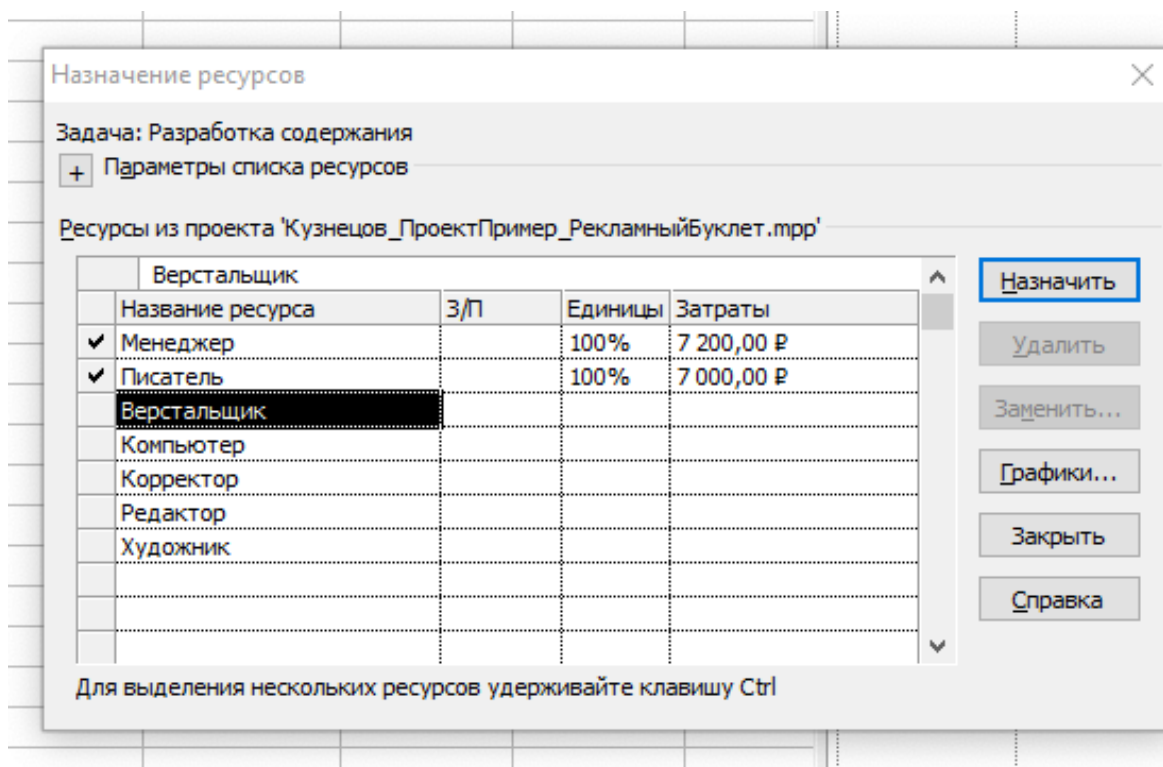 Назначение ресурсов
Задача: Разработка содержания
+ Параметры списка ресурсов
Ресурсы из проекта 'Кузнецов_ПроектПример_РекламныйБуклет.mpp'
Верстальщик
Назначить
Название ресурса З/П Единицы Затраты
Менеджер 100% 7 200,00 ₽ Удалить
Писатель 100% 7 000,00 ₽
Верстальщик Заменить...
Компьютер
Корректор Графики...
Редактор
Художник Закрыть
Справка
Для выделения нескольких ресурсов удерживайте клавишу Ctrl